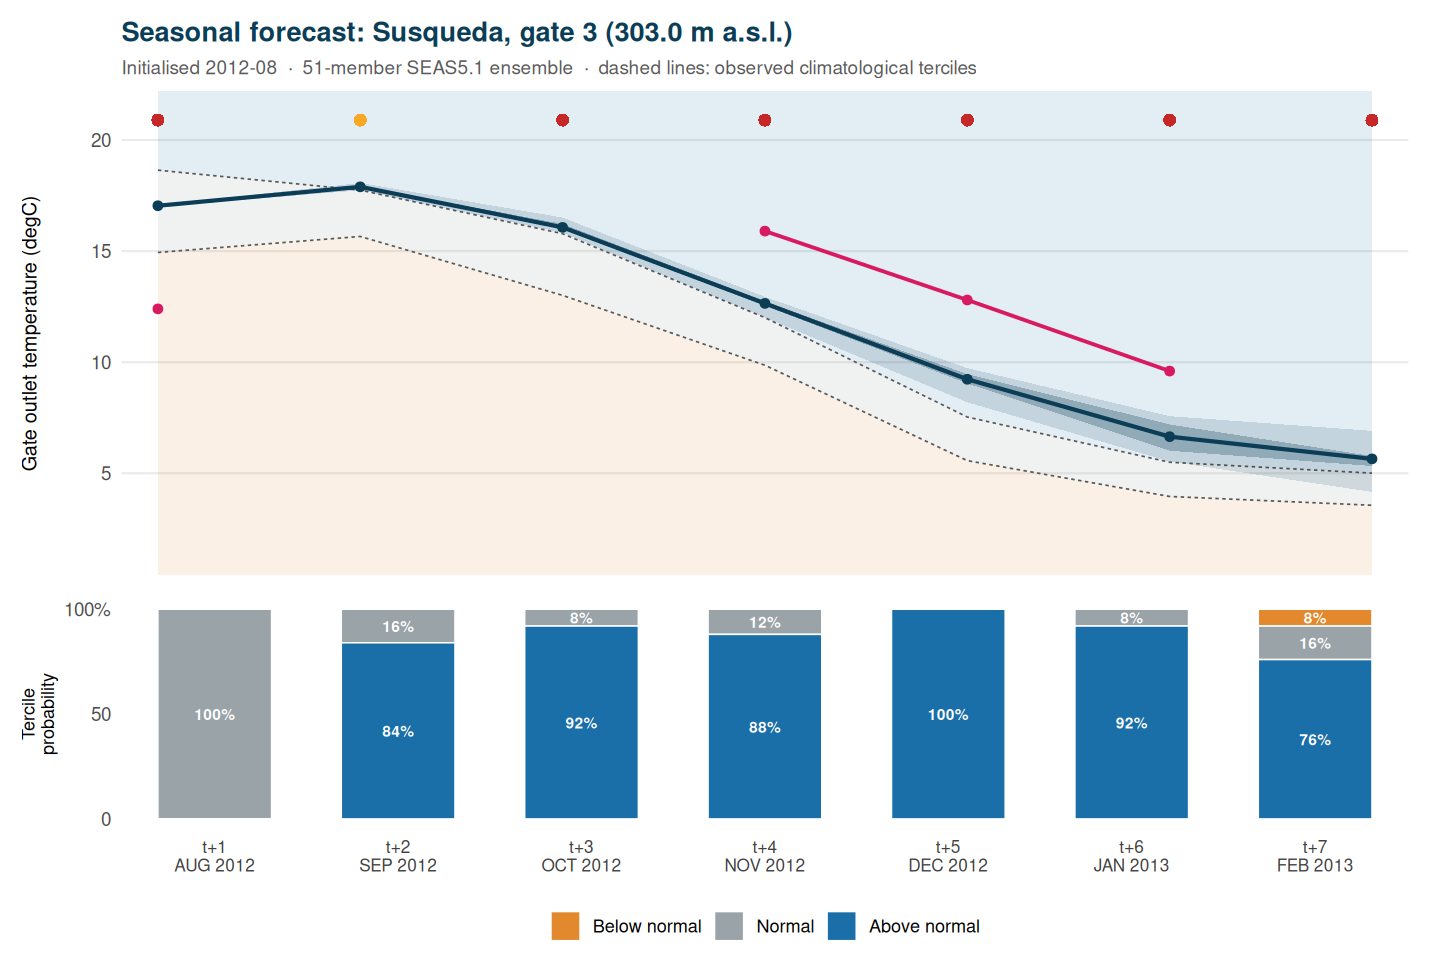 Seasonal forecast: Susqueda, gate 3 (303.0 m a.s.l.)
Initialised 2012-08 · 51-member SEAS5.1 ensemble · dashed lines: observed climatological terciles
Gate outlet temperature (degC)
20
15
10
5
Tercile
probability
100%
50
0
100%
16%
84%
8%
92%
12%
88%
100%
8%
92%
8%
16%
76%
t+1
AUG 2012
t+2
SEP 2012
t+3
OCT 2012
t+4
NOV 2012
t+5
DEC 2012
t+6
JAN 2013
t+7
FEB 2013
Below normal
Normal
Above normal